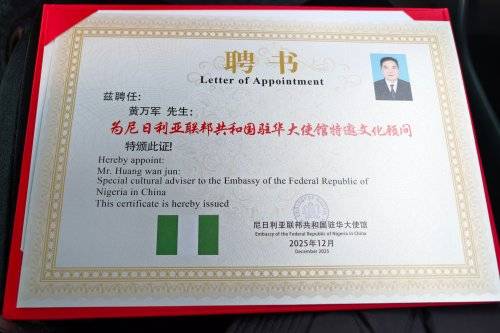 聘书
Letter of Appointment
兹聘任:
黄万军 先生:
为尼日利亚联邦共和国驻华大使馆特邀文化顾问
特颁此证!
Hereby appoint:
Mr. Huang wan jun:
Special cultural adviser to the Embassy of the Federal Republic of
Nigeria in China
This certificate is hereby issued
尼日利亚联邦共和国驻华大使馆
Embassy of the Federal Republic of Nigeria in China
2025年12月
December 2025